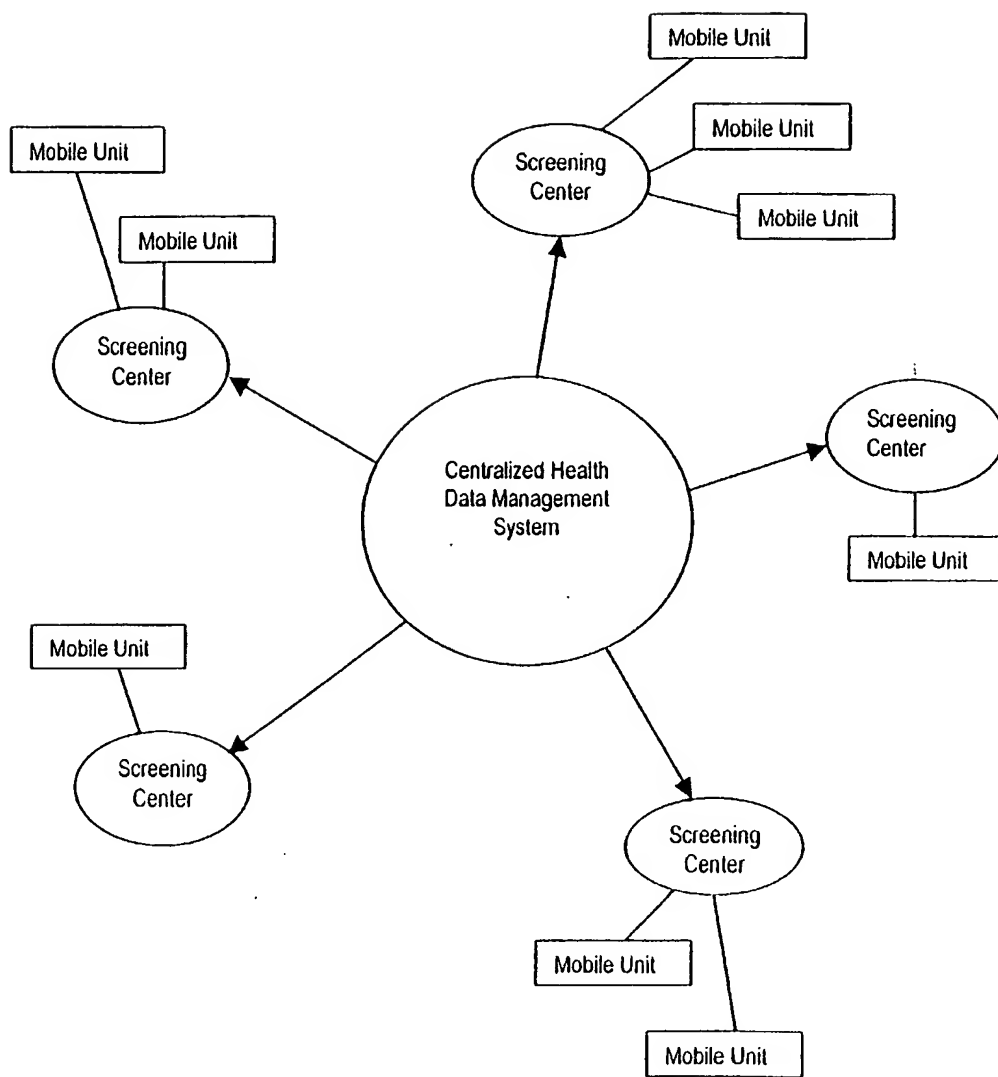 Mobile Unit
Mobile Unit
Screening
Center
Mobile Unit
Mobile Unit
Mobile Unit
Screening
Center
Screening
Center
Mobile Unit
Centralized Health
Data Management
System
Mobile Unit
Screening
Center
Screening
Center
Mobile Unit
Mobile Unit